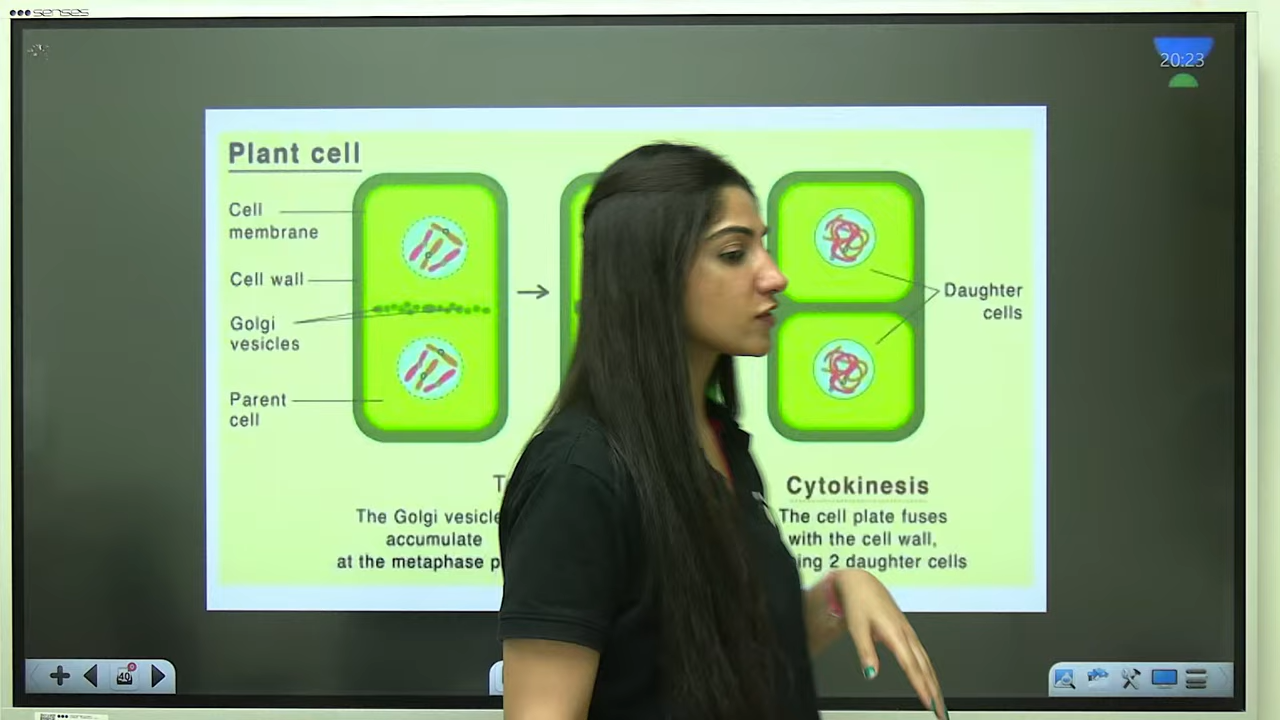 senses
20:23
Plant cell
Cell
membrane
Cell wall
Golgi
vesicles
Parent
cell
Daughter
cells
The Golgi vesicle
accumulate
at the metaphase p
Cytokinesis
The cell plate fuses
with the cell wall,
ing 2 daughter cells
40